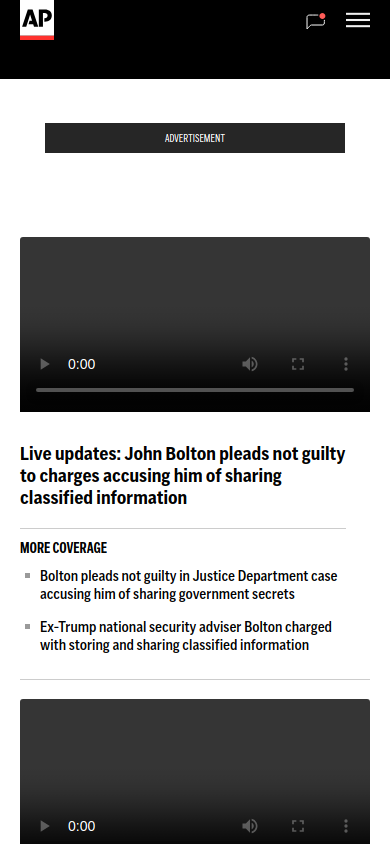 AP
ADVERTISEMENT
0:00
Live updates: John Bolton pleads not guilty
to charges accusing him of sharing
classified information
MORE COVERAGE
Bolton pleads not guilty in Justice Department case
accusing him of sharing government secrets
Ex-Trump national security adviser Bolton charged
with storing and sharing classified information
0:00